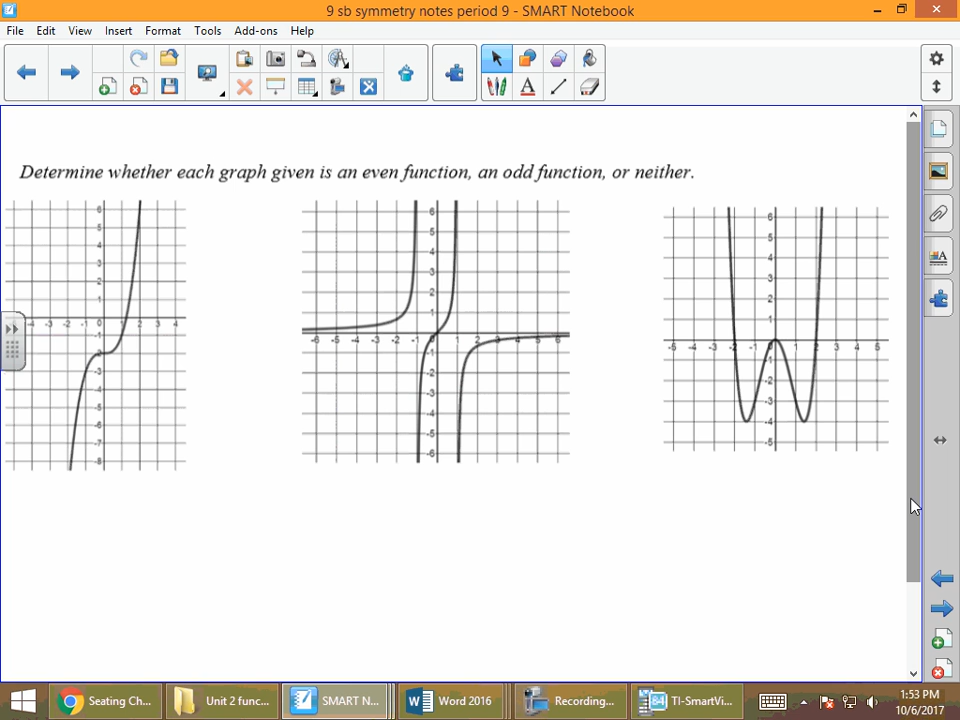 9 sb symmetry notes period 9 - SMART Notebook
File Edit View Insert Format Tools Add-ons Help
Determine whether each graph given is an even function, an odd function, or neither.
Seating Ch... Unit 2 func... SMART N... Word 2016 Recording... TI-SmartVi... 1:53 PM
10/6/2017